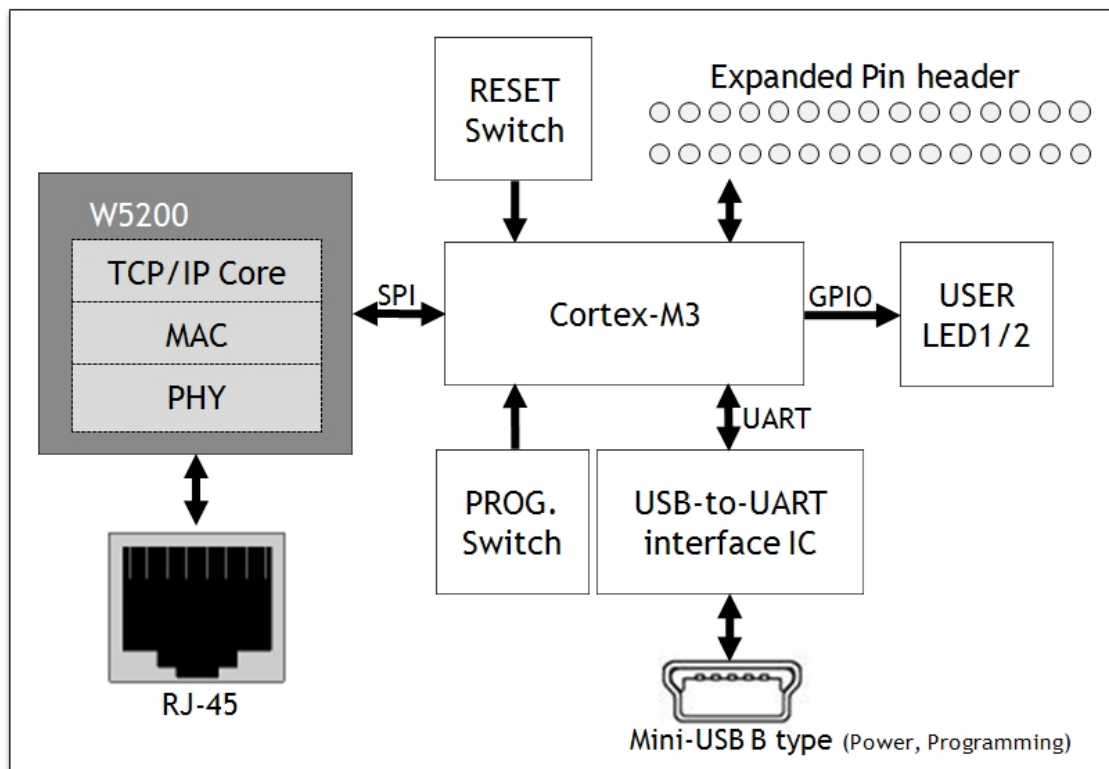 RESET
Switch
Expanded Pin header
W5200
TCP/IP Core
MAC
PHY
SPI
Cortex-M3
GPIO
USER
LED1/2
UART
PROG.
Switch
USB-to-UART
interface IC
RJ-45
Mini-USB B type (Power, Programming)